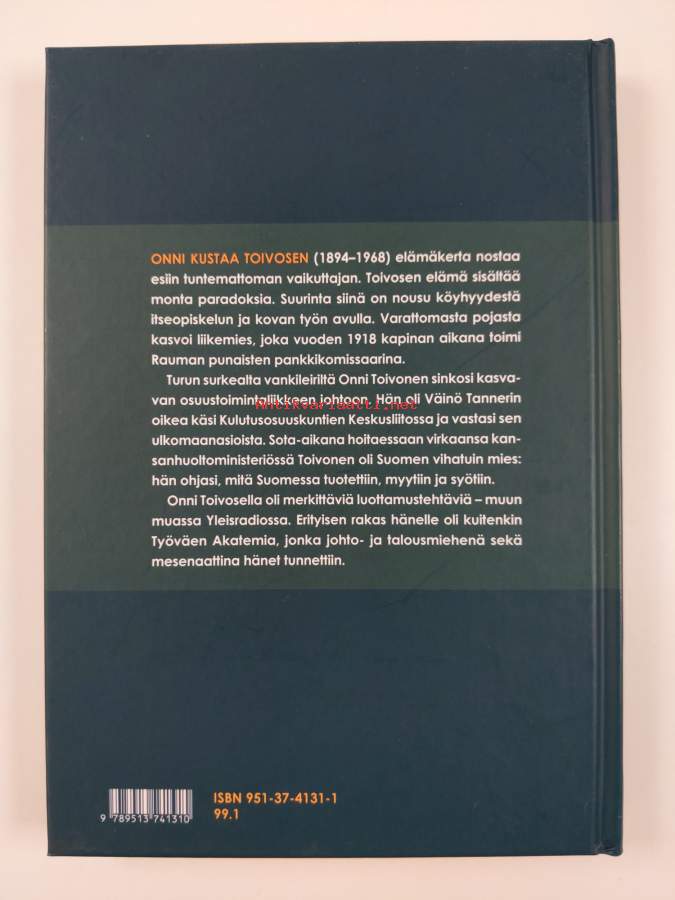 ONNI KUSTAA TOIVOSEN (1894–1968) elämäkerta nostaa
esiin tuntemattoman vaikuttajan. Toivosen elämä sisältää
monta paradoksia. Suurinta siinä on nousu köyhyydestä
itseopiskelun ja kovan työn avulla. Varattomasta pojasta
kasvoi liikemies, joka vuoden 1918 kapinan aikana toimi
Rauman punaisten pankkikomissaarina.
Turun surkealta vankileiriltä Onni Toivonen sinkosi kasva-
van osuustoimintaliikkeen johtoon. Hän oli Väinö Tannerin
Antikvariaatti.net
oikea käsi Kulutusosuuskuntien Keskusliitossa ja vastasi sen
ulkomaanasioista. Sota-aikana hoitaessaan virkaansa kan-
sanhuoltoministeriössä Toivonen oli Suomen vihatuin mies:
hän ohjasi, mitä Suomessa tuotettiin, myytiin ja syötiin.
Onni Toivosella oli merkittäviä luottamustehtäviä – muun
muassa Yleisradiossa. Erityisen rakas hänelle oli kuitenkin
Työväen Akatemia, jonka johto- ja talousmiehenä sekä
mesenaattina hänet tunnettiin.
ISBN 951-37-4131-1
99.1
9 789513 741310